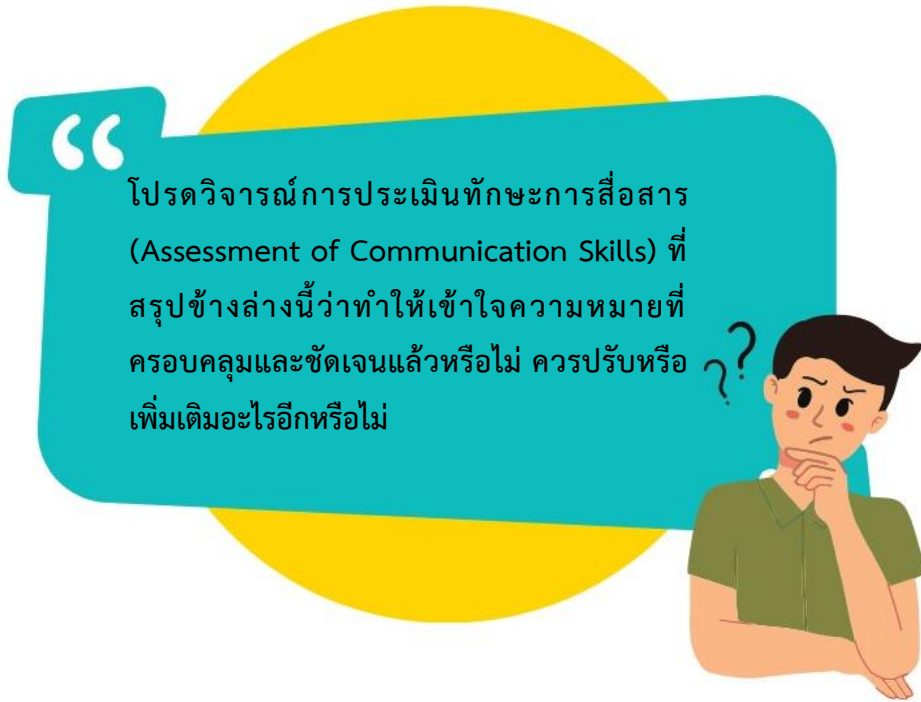 โปรดวิจารณ์การประเมินทักษะการสื่อสาร
(Assessment of Communication Skills) ที่
สรุปข้างล่างนี้ว่าทำให้เข้าใจความหมายที่
ครอบคลุมและชัดเจนแล้วหรือไม่ ควรปรับหรือ
เพิ่มเติมอะไรอีกหรือไม่